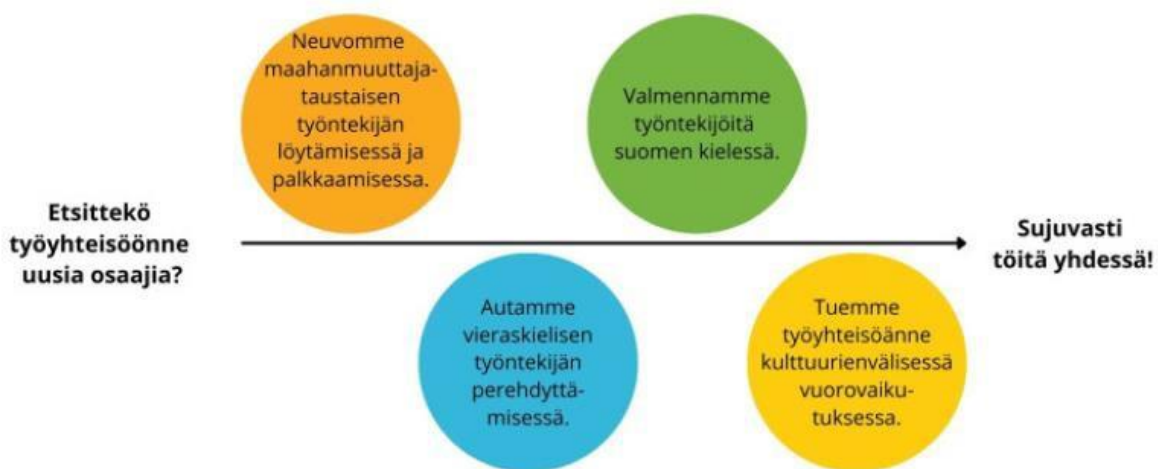 Etsittekö
työyhteisöönne
uusia osaajia?
Neuvomme
maahanmuuttaja-
taustaisen
työntekijän
löytämisessä ja
palkkaamisessa.
Autamme
vieraskielisen
työntekijän
perehdyttä-
misessä.
Valmennamme
työntekijöitä
suomen kielessä.
Tuemme
työyhteisöänne
kulttuurienvälisessä
vuorovaiku-
tuksessa.
Sujuvasti
töitä yhdessä!